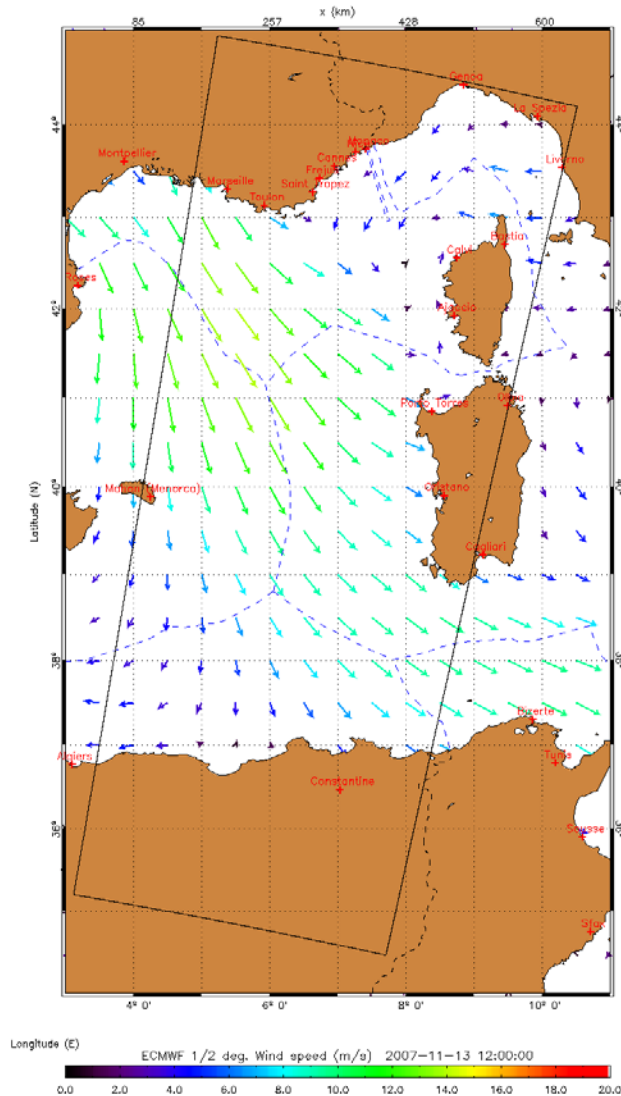 x (km)
85 257 428 600
Genoa
La Spezia
44°
Montpellier
Cannes
Livorno
Marseille
Saint Tropez
Toulon
Bastia
Calvi
Roses
42°
Ajaccio
Porto Torres
Olbia
40°
Mahon (Menorca)
Oristano
Latitude (N)
Cagliari
38°
Bizerte
Algiers
Tunis
Constantine
36°
Sousse
Sfax
4° 0' 6° 0' 8° 0' 10° 0'
Longitude (E)
ECMWF 1/2 deg. Wind speed (m/s) 2007-11-13 12:00:00
0.0 2.0 4.0 6.0 8.0 10.0 12.0 14.0 16.0 18.0 20.0